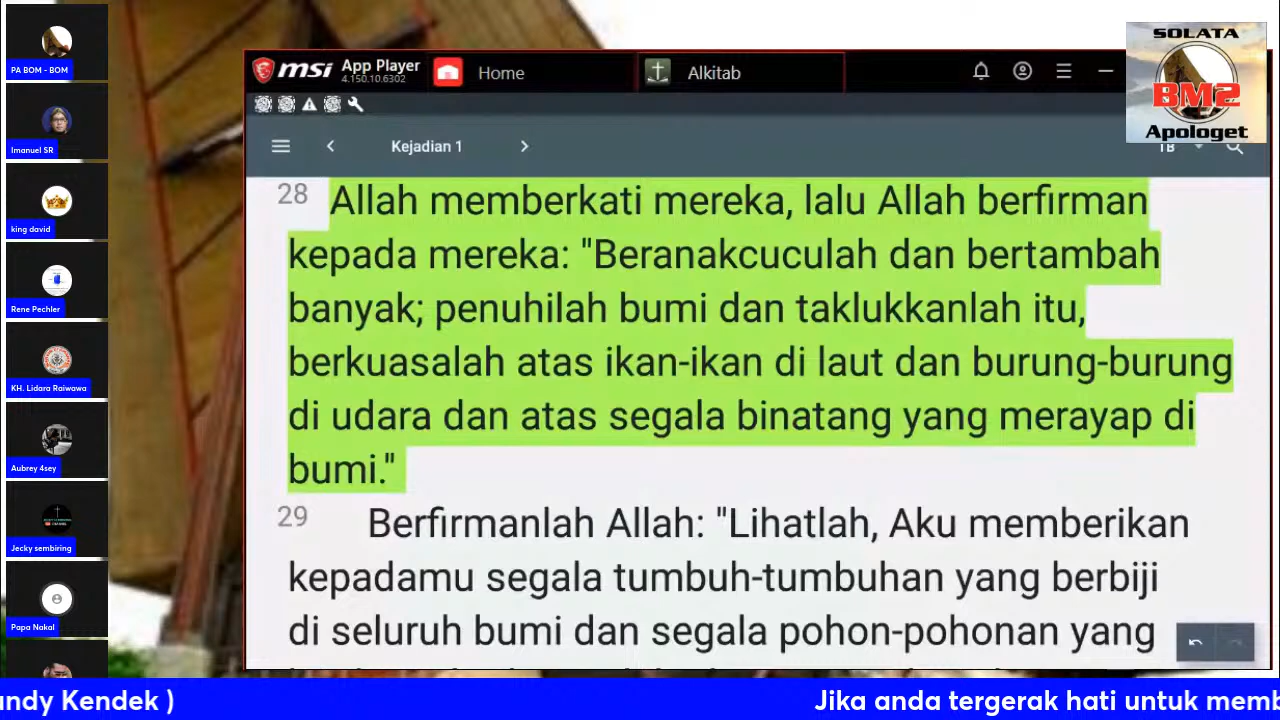 PA BOM - BOM
Imanuel SR
king david
Rene Pechler
KH. Lidara Raiwawa
Aubrey 4sey
Jecky sembiring
Papa Nakal
msi App Player
4.150.10.6302
Home
Alkitab
SOLATA
BM2
Apologet
Kejadian 1
TB
28 Allah memberkati mereka, lalu Allah berfirman
kepada mereka: "Beranakcuculah dan bertambah
banyak; penuhilah bumi dan taklukkanlah itu,
berkuasalah atas ikan-ikan di laut dan burung-burung
di udara dan atas segala binatang yang merayap di
bumi."
29 Berfirmanlah Allah: "Lihatlah, Aku memberikan
kepadamu segala tumbuh-tumbuhan yang berbiji
di seluruh bumi dan segala pohon-pohonan yang
andy Kendek )
Jika anda tergerak hati untuk memb